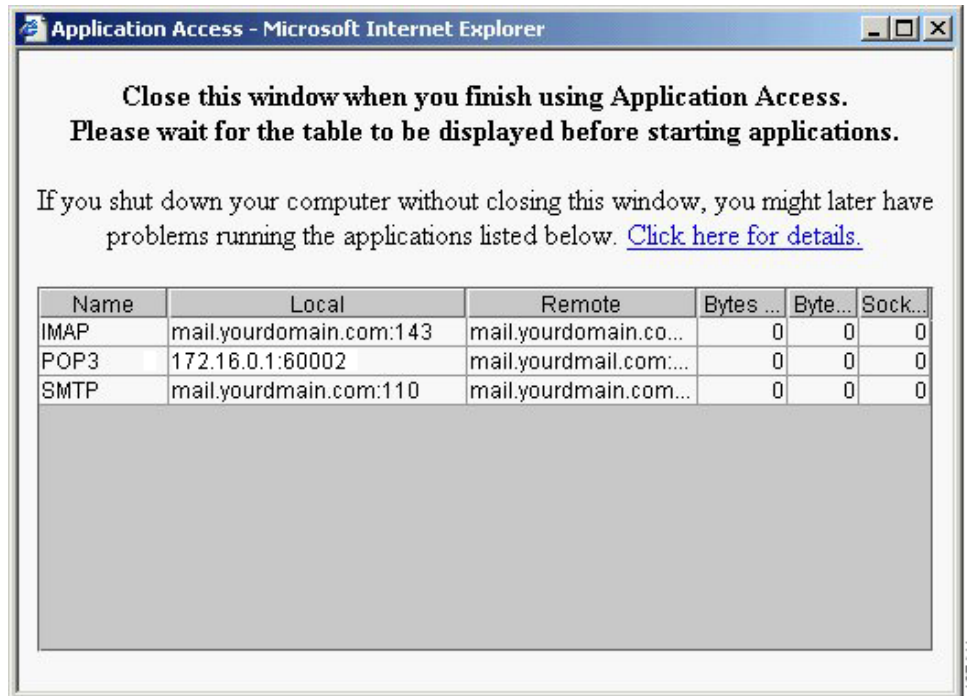 Application Access - Microsoft Internet Explorer
Close this window when you finish using Application Access.
Please wait for the table to be displayed before starting applications.
If you shut down your computer without closing this window, you might later have
problems running the applications listed below. Click here for details.
Name Local Remote Bytes ... Byte... Sock...
IMAP mail.yourdomain.com:143 mail.yourdomain.co... 0 0 0
POP3 172.16.0.1:60002 mail.yourdmail.com:... 0 0 0
SMTP mail.yourdmain.com:110 mail.yourdmain.com... 0 0 0